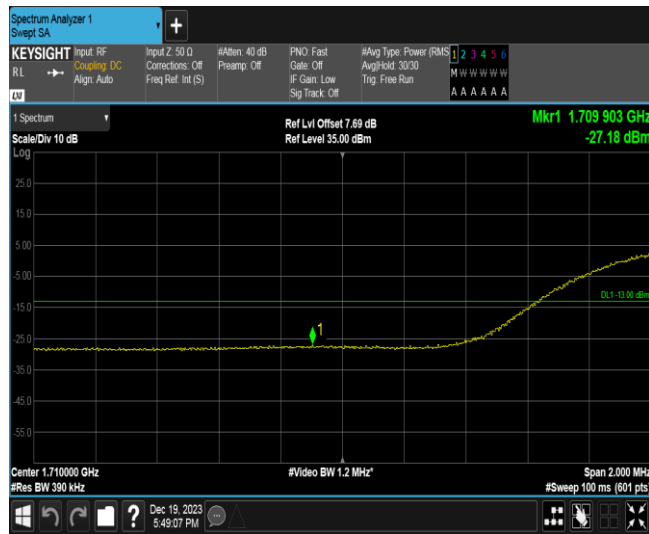 Spectrum Analyzer 1
Swept SA
+
KEYSIGHT
RL
LXI
Input: RF
Coupling: DC
Align: Auto
Input Z: 50 Ω
Corrections: Off
Freq Ref: Int (S)
#Atten: 40 dB
Preamp: Off
PNO: Fast
Gate: Off
IF Gain: Low
Sig Track: Off
#Avg Type: Power (RMS
Avg|Hold: 30/30
Trig: Free Run
1 2 3 4 5 6
M W W W W W
A A A A A A
1 Spectrum
Scale/Div 10 dB
Ref Lvl Offset 7.69 dB
Ref Level 35.00 dBm
Mkr1 1.709 903 GHz
-27.18 dBm
Log
25.0
15.0
5.00
-5.00
DL1 -13.00 dBm
-15.0
1
-25.0
-35.0
-45.0
-55.0
Center 1.710000 GHz
#Res BW 390 kHz
#Video BW 1.2 MHz*
Span 2.000 MHz
#Sweep 100 ms (601 pts
?
Dec 19, 2023
5:49:07 PM